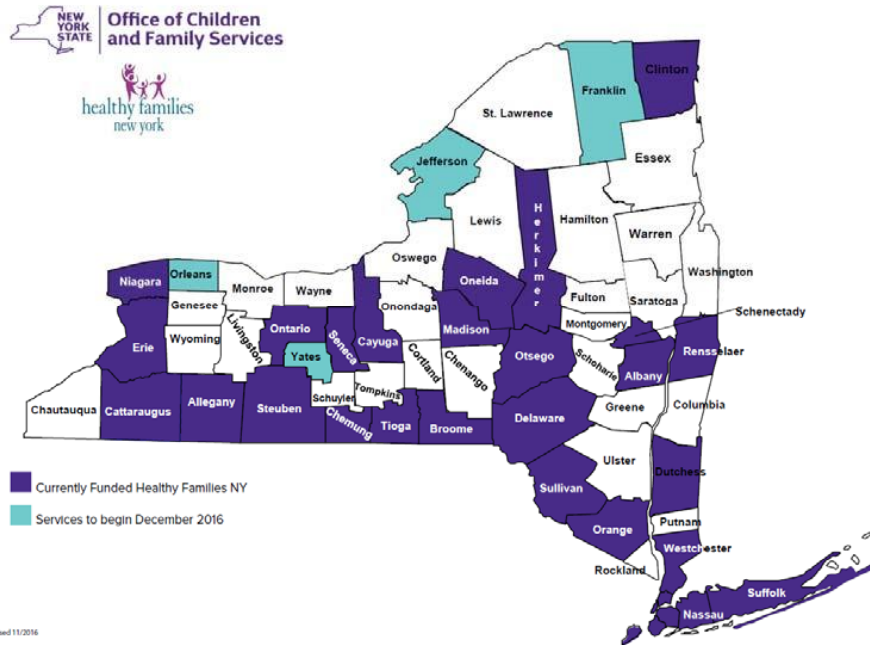 NEW YORK STATE
Office of Children
and Family Services
healthy families
new york
Clinton
Franklin
St. Lawrence
Essex
Jefferson
Lewis
Herkimer
Hamilton
Warren
Oswego
Washington
Oneida
Niagara
Orleans
Monroe
Wayne
Onondaga
Fulton
Saratoga
Genesee
Schenectady
Montgomery
Ontario
Seneca
Cayuga
Madison
Wyoming
Livingston
Erie
Yates
Cortland
Chenango
Otsego
Schoharie
Albany
Rensselaer
Chautauqua
Cattaraugus
Allegany
Steuben
Schuyler
Tompkins
Chemung
Tioga
Broome
Delaware
Greene
Columbia
Ulster
Dutchess
Sullivan
Currently Funded Healthy Families NY
Services to begin December 2016
Orange
Putnam
Westchester
Rockland
Suffolk
Nassau
sed 11/2016